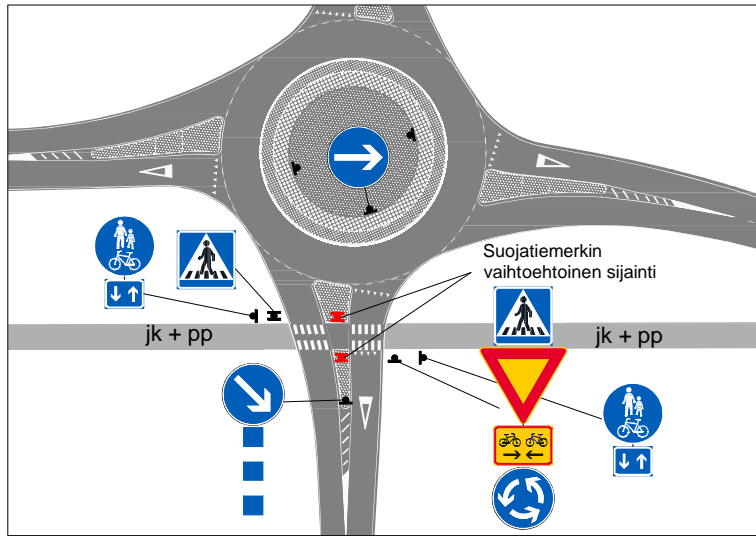 Suojatiemerkin
vaihtoehtoinen sijainti
jk + pp
jk + pp